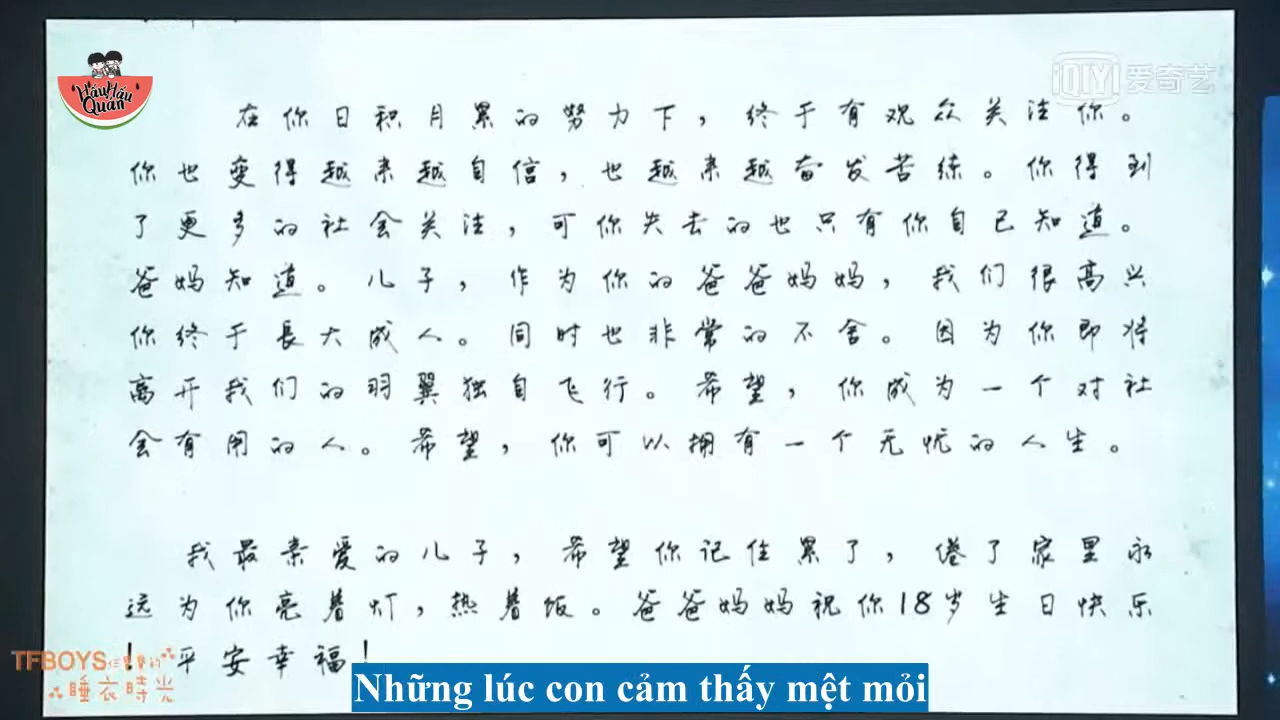 HấuHấu
Quán
iQIYI 爱奇艺
在你日积月累的努力下，终于有观众关注你。
你也变得越来越自信，也越来越奋发苦练。你得到
了更多的社会关注，可你失去的也只有你自己知道。
爸妈知道。儿子，作为你的爸爸妈妈，我们很高兴
你终于長大成人。同时也非常的不舍。因为你即将
离开我们的羽翼独自飞行。希望，你成为一个对社
会有用的人。希望，你可以拥有一个无忧的人生。
我最亲爱的儿子，希望你记住累了，倦了家里永
远为你亮着灯，热着饭。爸爸妈妈祝你18岁生日快乐
！平安幸福！
TFBOYS
睡衣時光
Những lúc con cảm thấy mệt mỏi